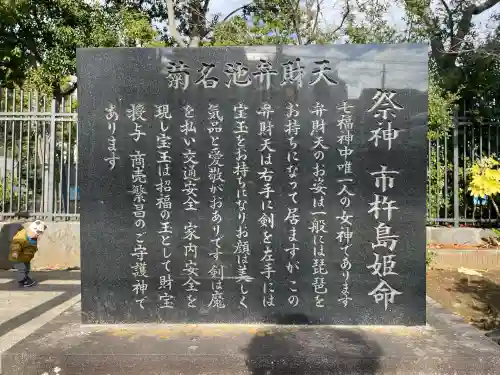 菊名池弁財天
祭神 市杵島姫命
七福神中唯一人の女神であります
弁財天のお姿は一般には琵琶を
お持ちになって居ますがこの
弁財天は右手に剣を左手には
宝玉をお持ちになりお顔は美しく
気品と愛敬がおありです 剣は魔
を払い交通安全 家内安全を
現し宝玉は招福の玉として財宝
授与 商売繁昌のご守護神で
あります